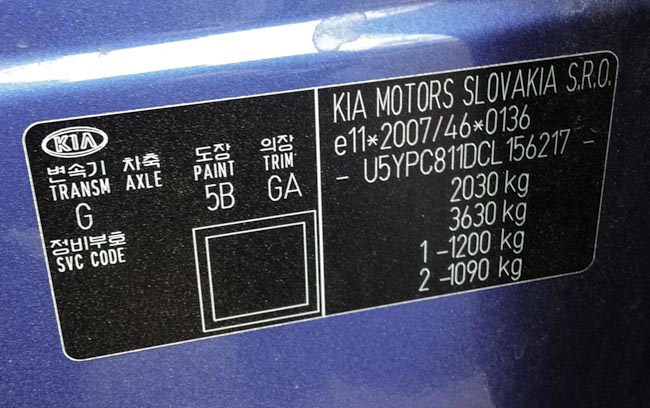 KIA
변속기 차축 도장 의장
TRANSM AXLE PAINT TRIM
G 5B GA
정비부호
SVC CODE
KIA MOTORS SLOVAKIA S.R.O.
e11*2007/46*0136
- U5YPC811DCL156217 -
2030 kg
3630 kg
1 -1200 kg
2 -1090 kg